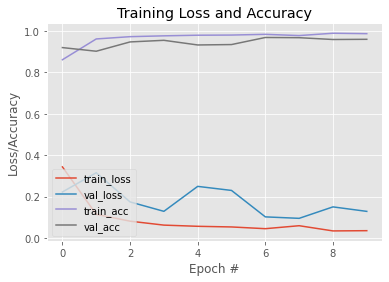 Training Loss and Accuracy
Loss/Accuracy
1.0
0.8
0.6
0.4
0.2
0.0
train_loss
val_loss
train_acc
val_acc
0 2 4 6 8
Epoch #